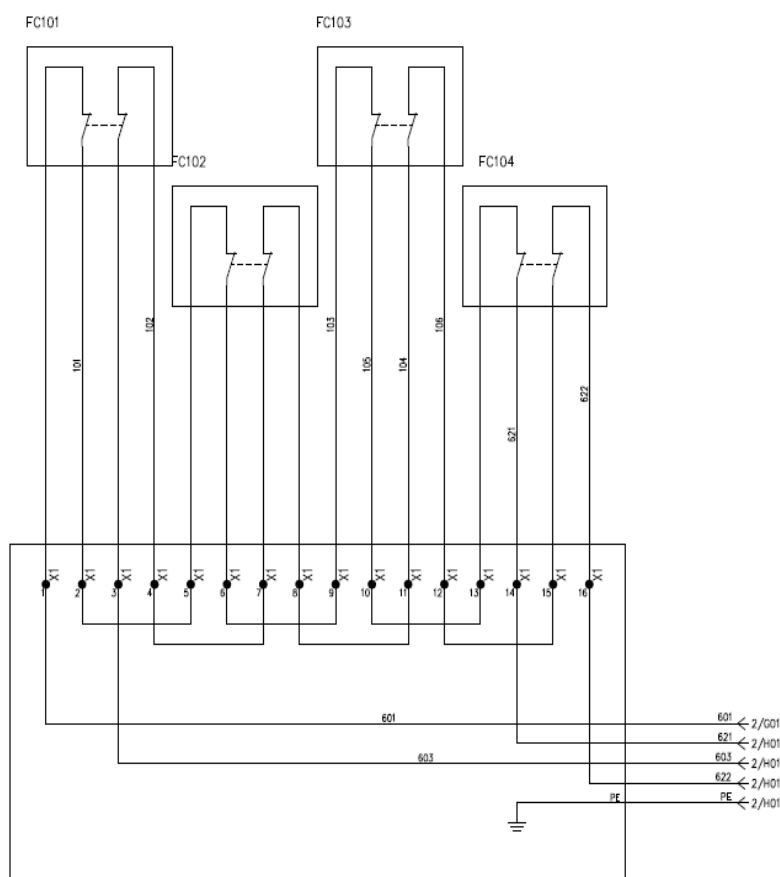 FC101
FC103
FC102
FC104
102
103
106
101
105
104
622
621
X1 X1 X1 X1 X1 X1 X1 X1 X1 X1 X1 X1 X1 X1 X1 X1
1 2 3 4 5 6 7 8 9 10 11 12 13 14 15 16
601 601 2/G01
621 2/H01
603 603 2/H01
622 2/H01
PE PE 2/H01